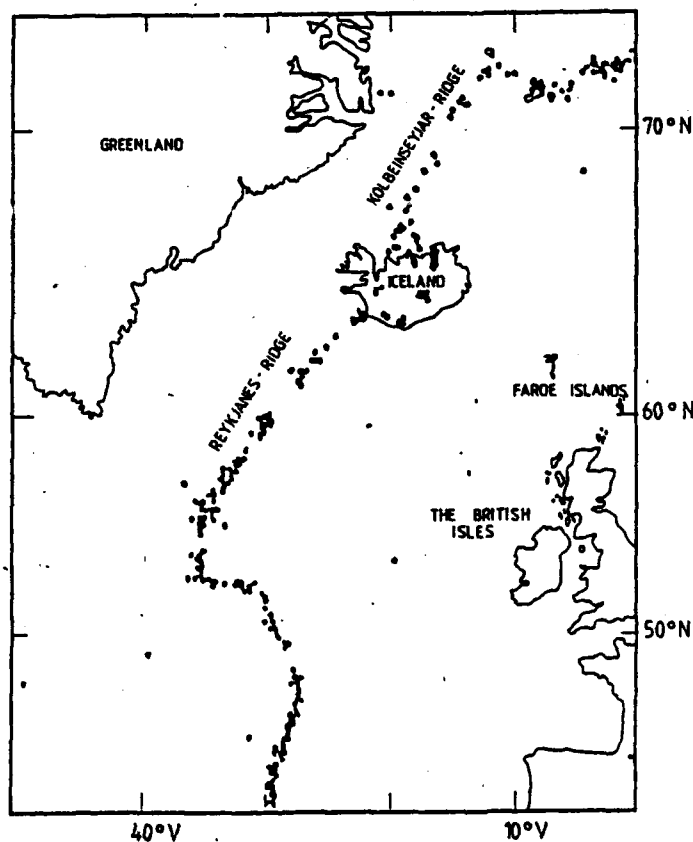 KOLBEINSEYJAR-RIDGE
70°N
GREENLAND
ICELAND
REYKJANES-RIDGE
FAROE ISLANDS
60°N
THE BRITISH
ISLES
50°N
40°V
10°V